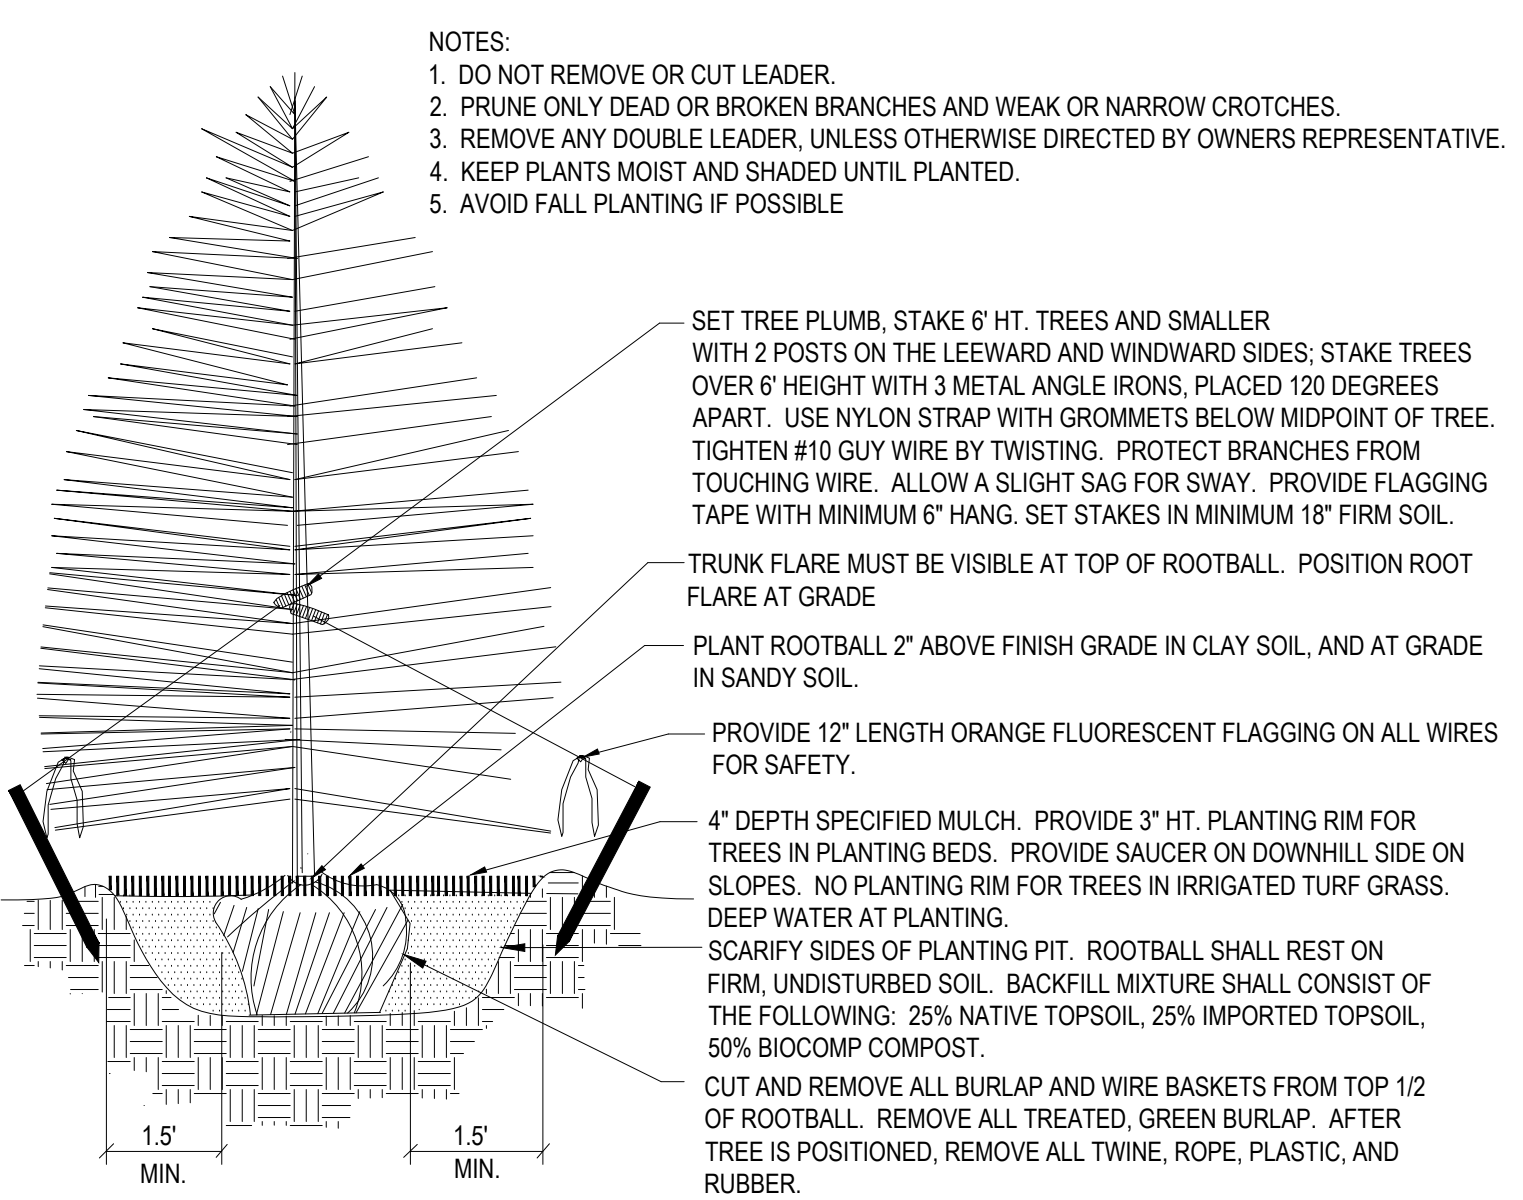 NOTES:
1. DO NOT REMOVE OR CUT LEADER.
2. PRUNE ONLY DEAD OR BROKEN BRANCHES AND WEAK OR NARROW CROTCHES.
3. REMOVE ANY DOUBLE LEADER, UNLESS OTHERWISE DIRECTED BY OWNERS REPRESENTATIVE.
4. KEEP PLANTS MOIST AND SHADED UNTIL PLANTED.
5. AVOID FALL PLANTING IF POSSIBLE
SET TREE PLUMB, STAKE 6' HT. TREES AND SMALLER
WITH 2 POSTS ON THE LEEWARD AND WINDWARD SIDES; STAKE TREES
OVER 6' HEIGHT WITH 3 METAL ANGLE IRONS, PLACED 120 DEGREES
APART. USE NYLON STRAP WITH GROMMETS BELOW MIDPOINT OF TREE.
TIGHTEN #10 GUY WIRE BY TWISTING. PROTECT BRANCHES FROM
TOUCHING WIRE. ALLOW A SLIGHT SAG FOR SWAY. PROVIDE FLAGGING
TAPE WITH MINIMUM 6" HANG. SET STAKES IN MINIMUM 18" FIRM SOIL.
TRUNK FLARE MUST BE VISIBLE AT TOP OF ROOTBALL. POSITION ROOT
FLARE AT GRADE
PLANT ROOTBALL 2" ABOVE FINISH GRADE IN CLAY SOIL, AND AT GRADE
IN SANDY SOIL.
PROVIDE 12" LENGTH ORANGE FLUORESCENT FLAGGING ON ALL WIRES
FOR SAFETY.
4" DEPTH SPECIFIED MULCH. PROVIDE 3" HT. PLANTING RIM FOR
TREES IN PLANTING BEDS. PROVIDE SAUCER ON DOWNHILL SIDE ON
SLOPES. NO PLANTING RIM FOR TREES IN IRRIGATED TURF GRASS.
DEEP WATER AT PLANTING.
SCARIFY SIDES OF PLANTING PIT. ROOTBALL SHALL REST ON
FIRM, UNDISTURBED SOIL. BACKFILL MIXTURE SHALL CONSIST OF
THE FOLLOWING: 25% NATIVE TOPSOIL, 25% IMPORTED TOPSOIL,
50% BIOCOMP COMPOST.
CUT AND REMOVE ALL BURLAP AND WIRE BASKETS FROM TOP 1/2
OF ROOTBALL. REMOVE ALL TREATED, GREEN BURLAP. AFTER
TREE IS POSITIONED, REMOVE ALL TWINE, ROPE, PLASTIC, AND
RUBBER.
1.5'
MIN.
1.5'
MIN.